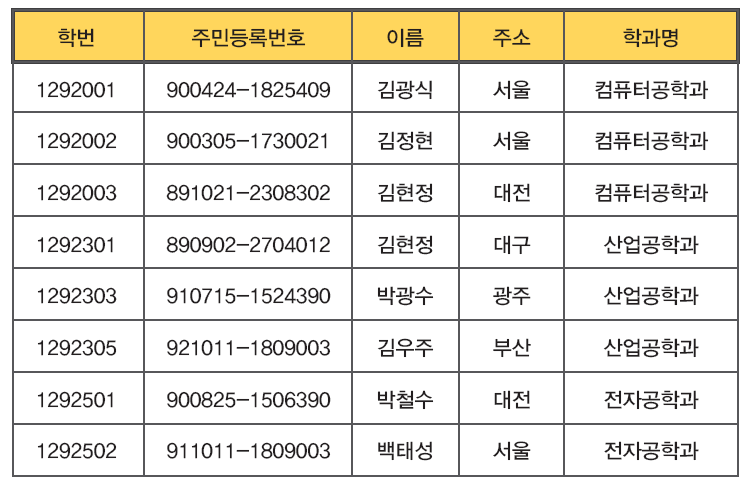 학번 주민등록번호 이름 주소 학과명
1292001 900424-1825409 김광식 서울 컴퓨터공학과
1292002 900305-1730021 김정현 서울 컴퓨터공학과
1292003 891021-2308302 김현정 대전 컴퓨터공학과
1292301 890902-2704012 김현정 대구 산업공학과
1292303 910715-1524390 박광수 광주 산업공학과
1292305 921011-1809003 김우주 부산 산업공학과
1292501 900825-1506390 박철수 대전 전자공학과
1292502 911011-1809003 백태성 서울 전자공학과